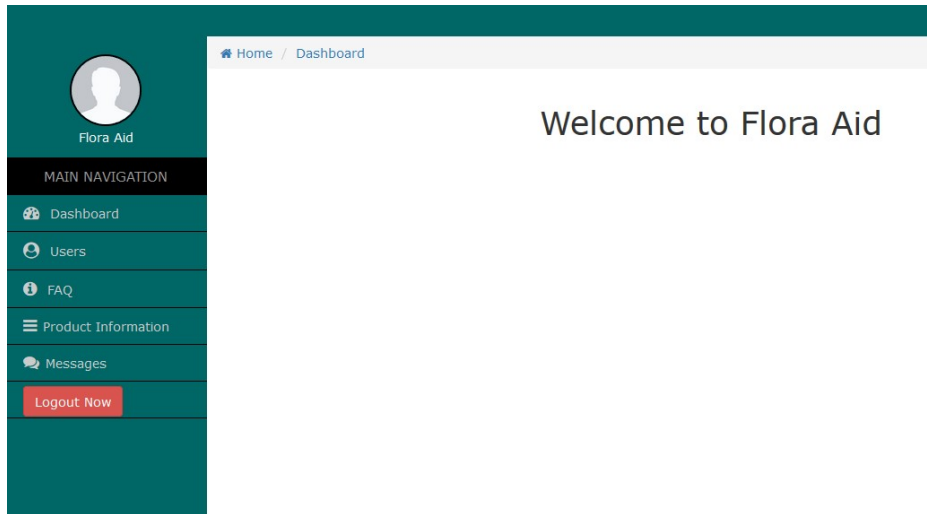 Home / Dashboard
Flora Aid
Welcome to Flora Aid
MAIN NAVIGATION
Dashboard
Users
FAQ
Product Information
Messages
Logout Now